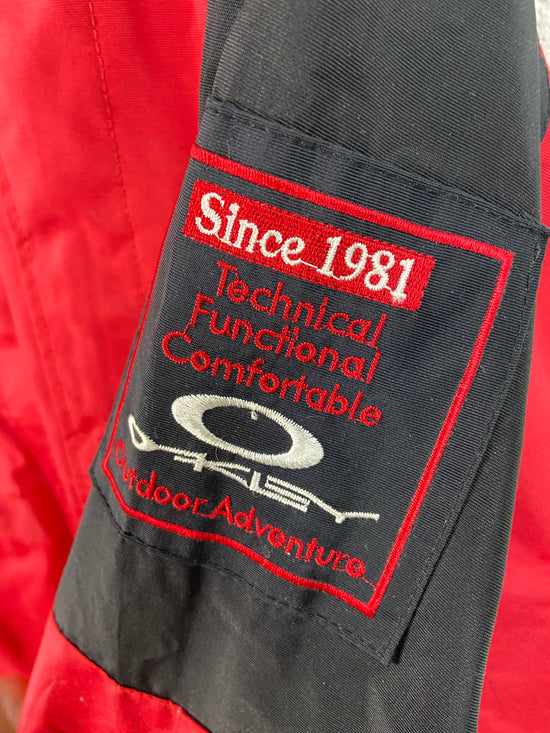 Since 1981
Technical
Functional
Comfortable
OAKLEY
Outdoor Adventure